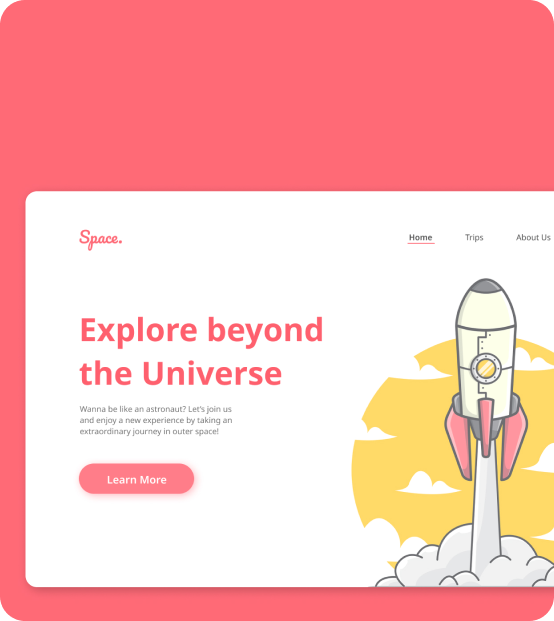 Space.
Home Trips About Us
Explore beyond
the Universe
Wanna be like an astronaut? Let's join us
and enjoy a new experience by taking an
extraordinary journey in outer space!
Learn More